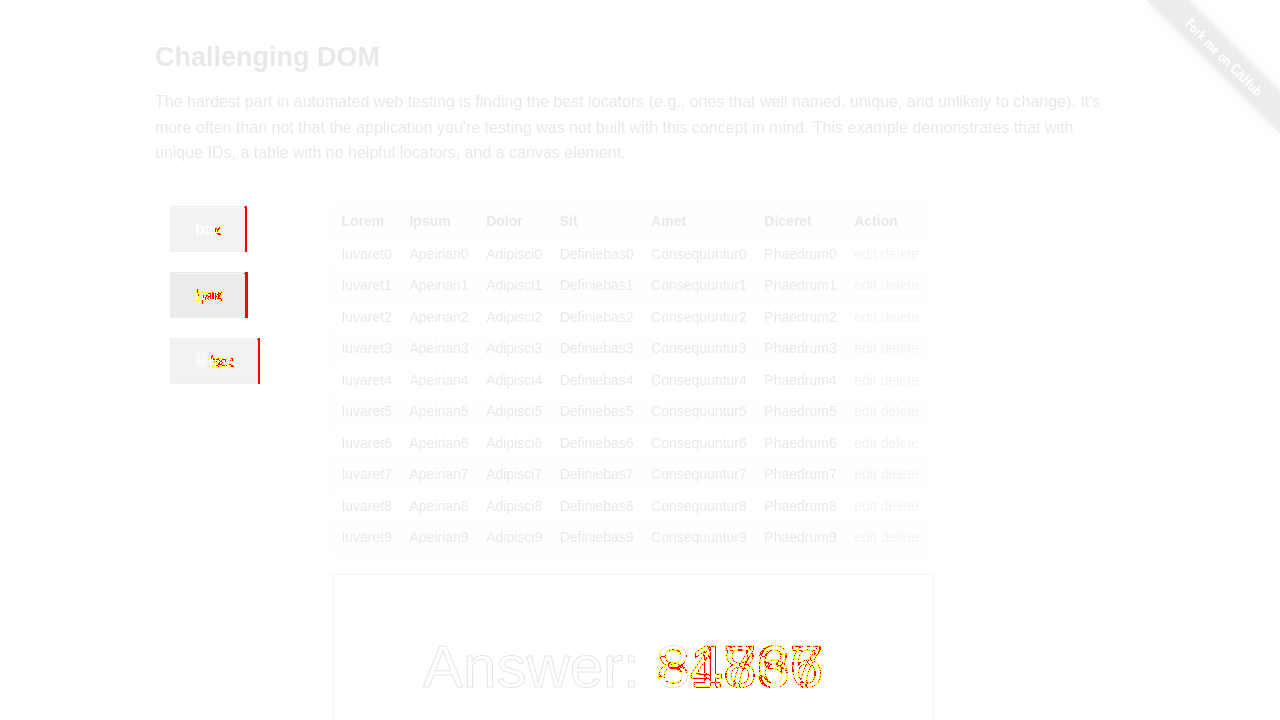 Fork me on GitHub
Challenging DOM
The hardest part in automated web testing is finding the best locators (e.g., ones that well named, unique, and unlikely to change). It's
more often than not that the application you're testing was not built with this concept in mind. This example demonstrates that with
unique IDs, a table with no helpful locators, and a canvas element.
Lorem Ipsum Dolor Sit Amet Diceret Action
Iuvaret0 Apeirian0 Adipisci0 Definiebas0 Consequuntur0 Phaedrum0 edit delete
Iuvaret1 Apeirian1 Adipisci1 Definiebas1 Consequuntur1 Phaedrum1 edit delete
Iuvaret2 Apeirian2 Adipisci2 Definiebas2 Consequuntur2 Phaedrum2 edit delete
Iuvaret3 Apeirian3 Adipisci3 Definiebas3 Consequuntur3 Phaedrum3 edit delete
Iuvaret4 Apeirian4 Adipisci4 Definiebas4 Consequuntur4 Phaedrum4 edit delete
Iuvaret5 Apeirian5 Adipisci5 Definiebas5 Consequuntur5 Phaedrum5 edit delete
Iuvaret6 Apeirian6 Adipisci6 Definiebas6 Consequuntur6 Phaedrum6 edit delete
Iuvaret7 Apeirian7 Adipisci7 Definiebas7 Consequuntur7 Phaedrum7 edit delete
Iuvaret8 Apeirian8 Adipisci8 Definiebas8 Consequuntur8 Phaedrum8 edit delete
Iuvaret9 Apeirian9 Adipisci9 Definiebas9 Consequuntur9 Phaedrum9 edit delete
Answer: